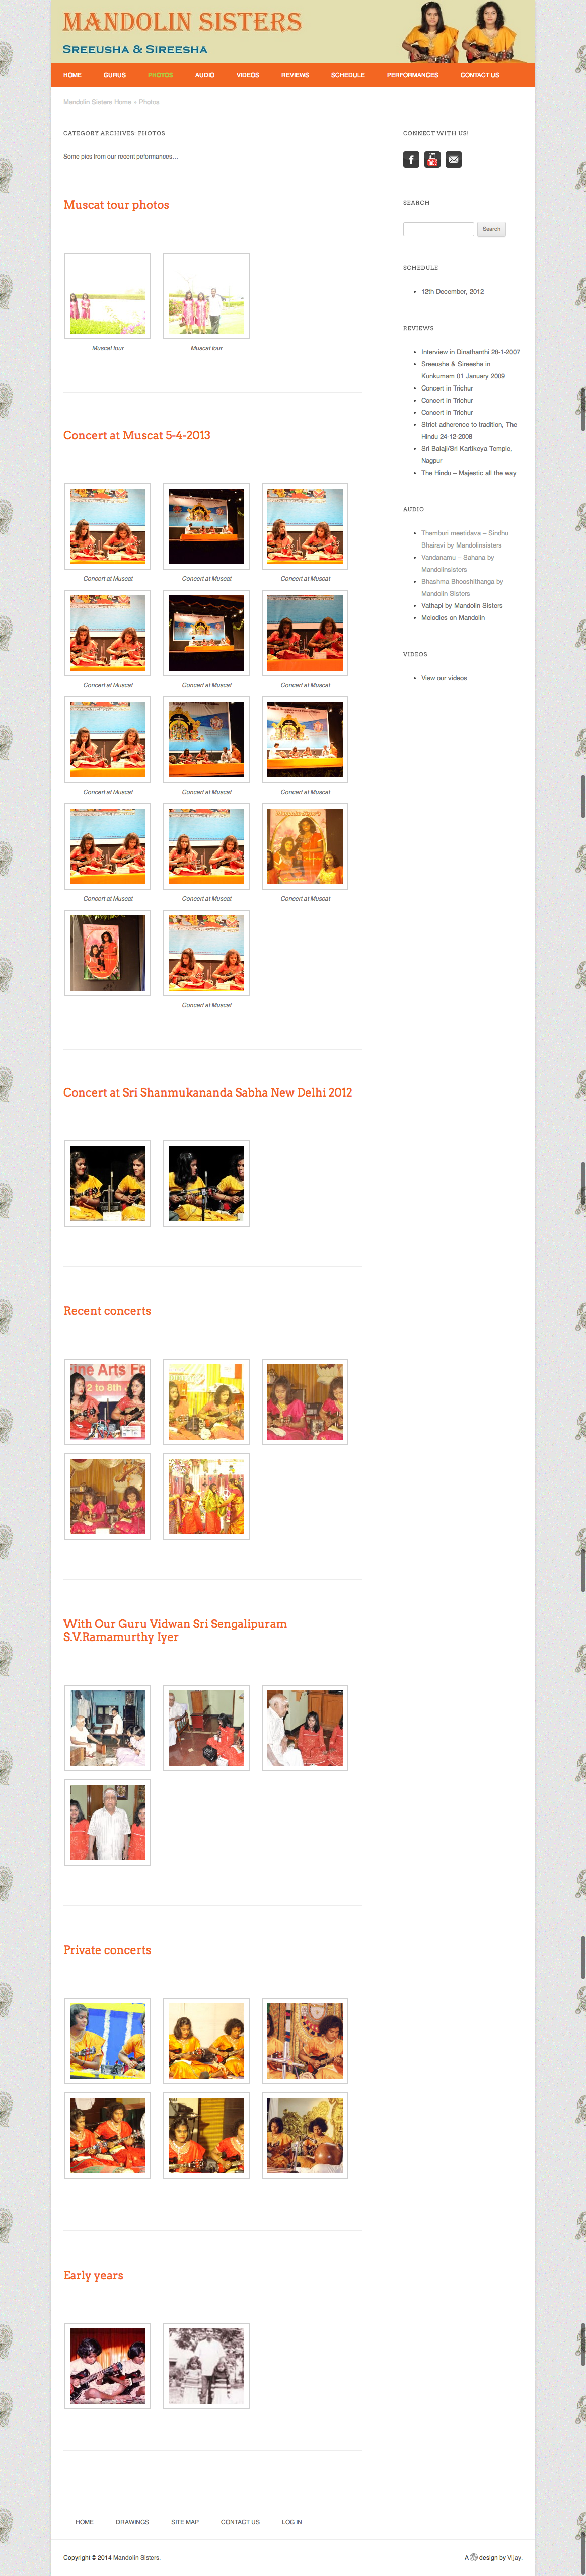 MANDOLIN SISTERS
SREEUSHA & SIREESHA
HOME GURUS PHOTOS AUDIO VIDEOS REVIEWS SCHEDULE PERFORMANCES CONTACT US
Mandolin Sisters Home » Photos
CATEGORY ARCHIVES: PHOTOS
Some pics from our recent peformances…
Muscat tour photos
Muscat tour Muscat tour
Concert at Muscat 5-4-2013
Concert at Muscat Concert at Muscat Concert at Muscat
Concert at Muscat Concert at Muscat Concert at Muscat
Concert at Muscat Concert at Muscat Concert at Muscat
Concert at Muscat Concert at Muscat Concert at Muscat
Concert at Muscat
Concert at Sri Shanmukananda Sabha New Delhi 2012
Recent concerts
ine Arts Fe
2 to 8th
With Our Guru Vidwan Sri Sengalipuram
S.V.Ramamurthy Iyer
Private concerts
Early years
CONNECT WITH US!
SEARCH
Search
SCHEDULE
12th December, 2012
REVIEWS
Interview in Dinathanthi 28-1-2007
Sreeusha & Sireesha in
Kunkumam 01 January 2009
Concert in Trichur
Concert in Trichur
Concert in Trichur
Strict adherence to tradition, The
Hindu 24-12-2008
Sri Balaji/Sri Kartikeya Temple,
Nagpur
The Hindu – Majestic all the way
AUDIO
Thamburi meetidava – Sindhu
Bhairavi by Mandolinsisters
Vandanamu – Sahana by
Mandolinsisters
Bhashma Bhooshithanga by
Mandolin Sisters
Vathapi by Mandolin Sisters
Melodies on Mandolin
VIDEOS
View our videos
HOME DRAWINGS SITE MAP CONTACT US LOG IN
Copyright © 2014 Mandolin Sisters.
A design by Vijay.